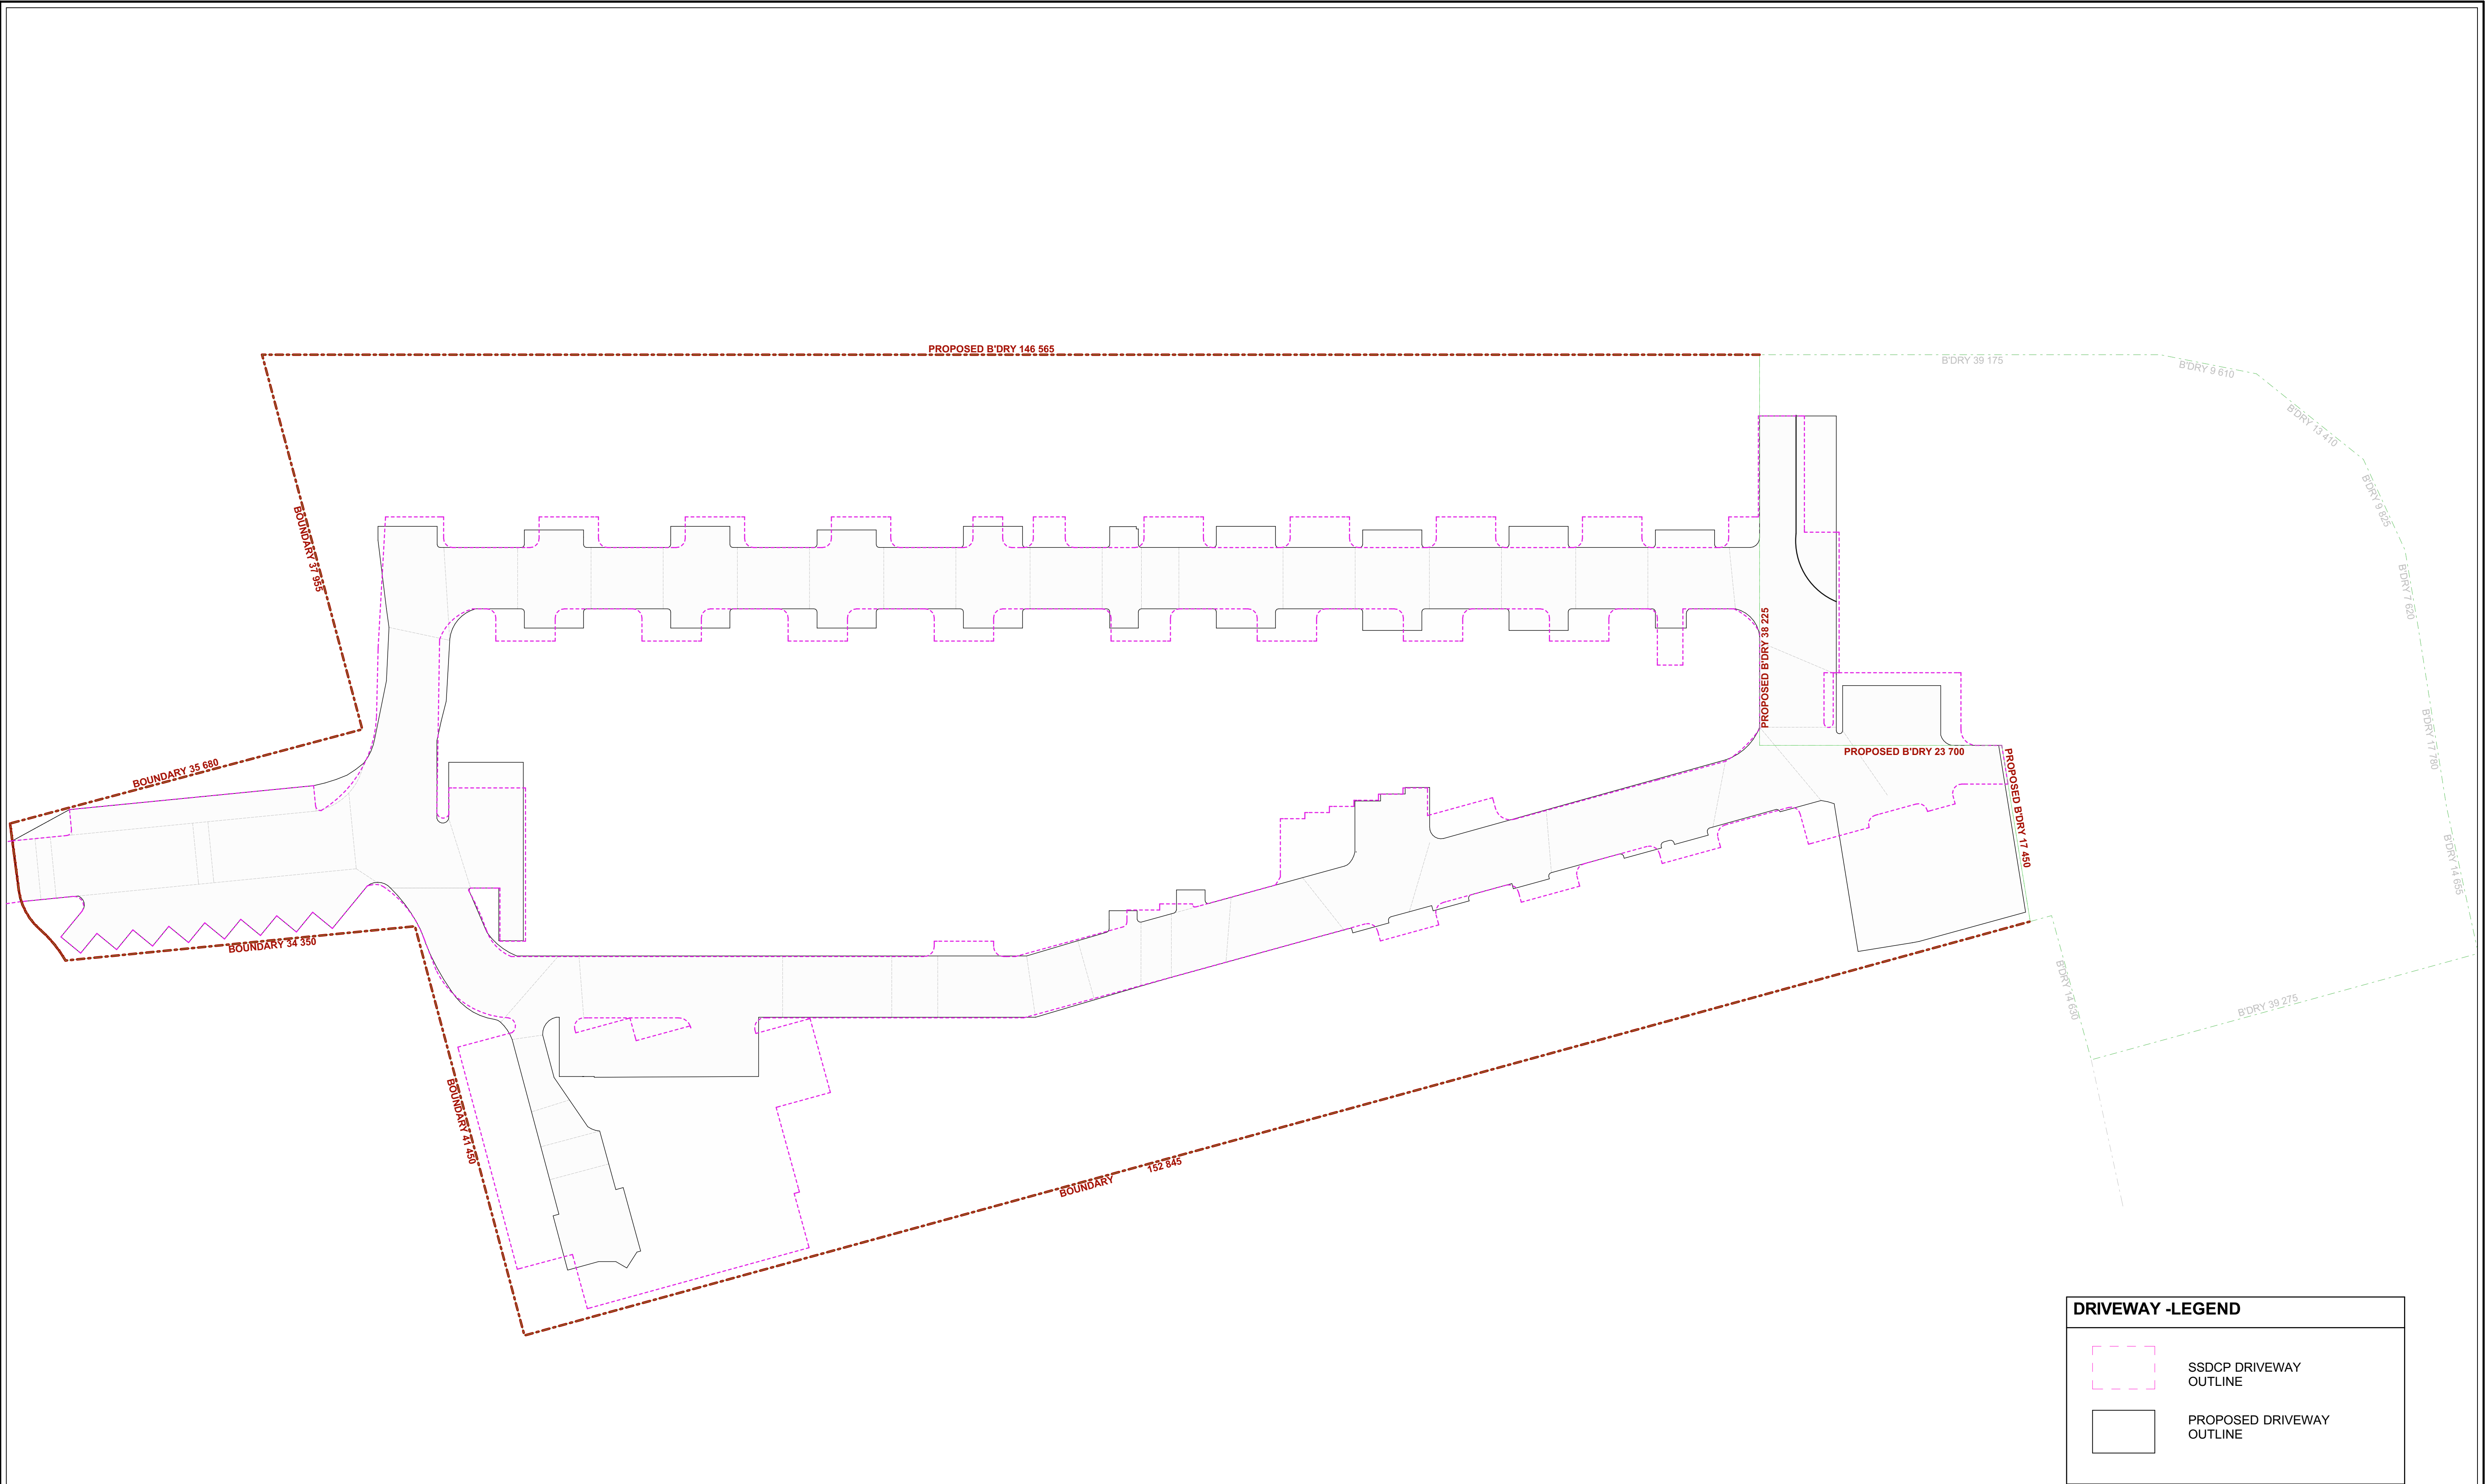 PROPOSED B'DRY 146 565
B'DRY 39 175
B'DRY 9 610
B'DRY 13 410
B'DRY 9 825
BOUNDARY 37 955
B'DRY 7 620
PROPOSED B'DRY 38 225
B'DRY 17 780
PROPOSED B'DRY 23 700
BOUNDARY 35 680
PROPOSED B'DRY 17 450
B'DRY 14 655
BOUNDARY 34 350
B'DRY 14 630
B'DRY 39 275
BOUNDARY 41 450
BOUNDARY 152 845
DRIVEWAY -LEGEND
SSDCP DRIVEWAY
OUTLINE
PROPOSED DRIVEWAY
OUTLINE